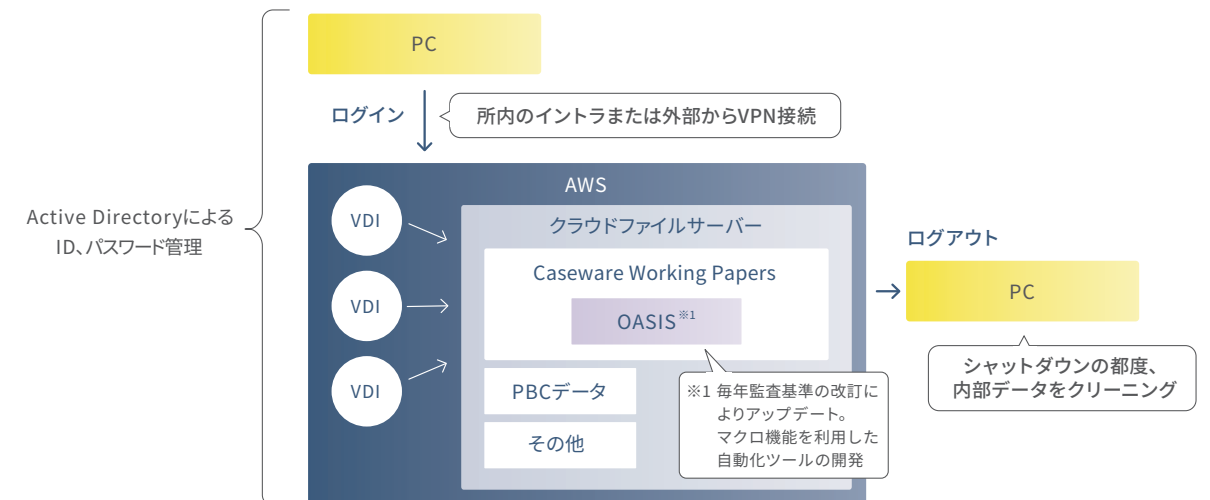 PC
ログイン
所内のイントラまたは外部からVPN接続
Active Directoryによる
ID、パスワード管理
AWS
VDI
VDI
VDI
クラウドファイルサーバー
Caseware Working Papers
OASIS※1
PBCデータ
その他
※1 毎年監査基準の改訂に
よりアップデート。
マクロ機能を利用した
自動化ツールの開発
ログアウト
PC
シャットダウンの都度、
内部データをクリーニング